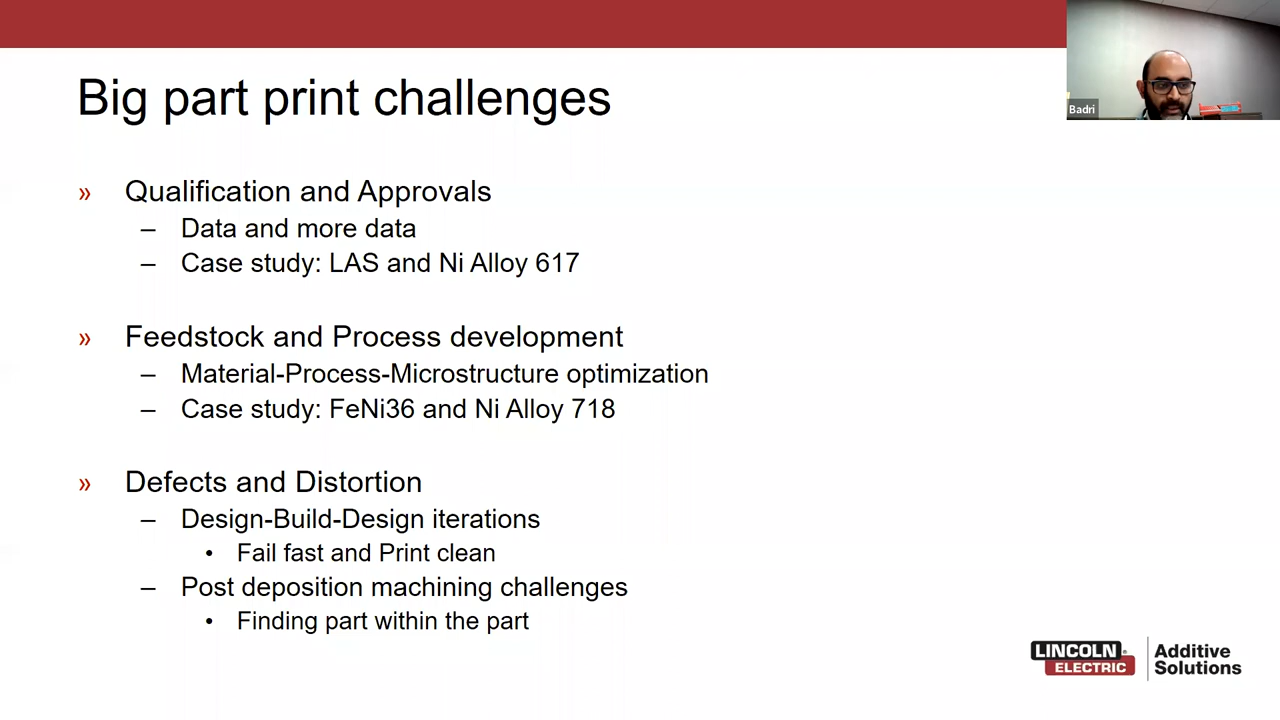 Big part print challenges
Badri
» Qualification and Approvals
– Data and more data
– Case study: LAS and Ni Alloy 617
» Feedstock and Process development
– Material-Process-Microstructure optimization
– Case study: FeNi36 and Ni Alloy 718
» Defects and Distortion
– Design-Build-Design iterations
• Fail fast and Print clean
– Post deposition machining challenges
• Finding part within the part
LINCOLN®
ELECTRIC
Additive
Solutions